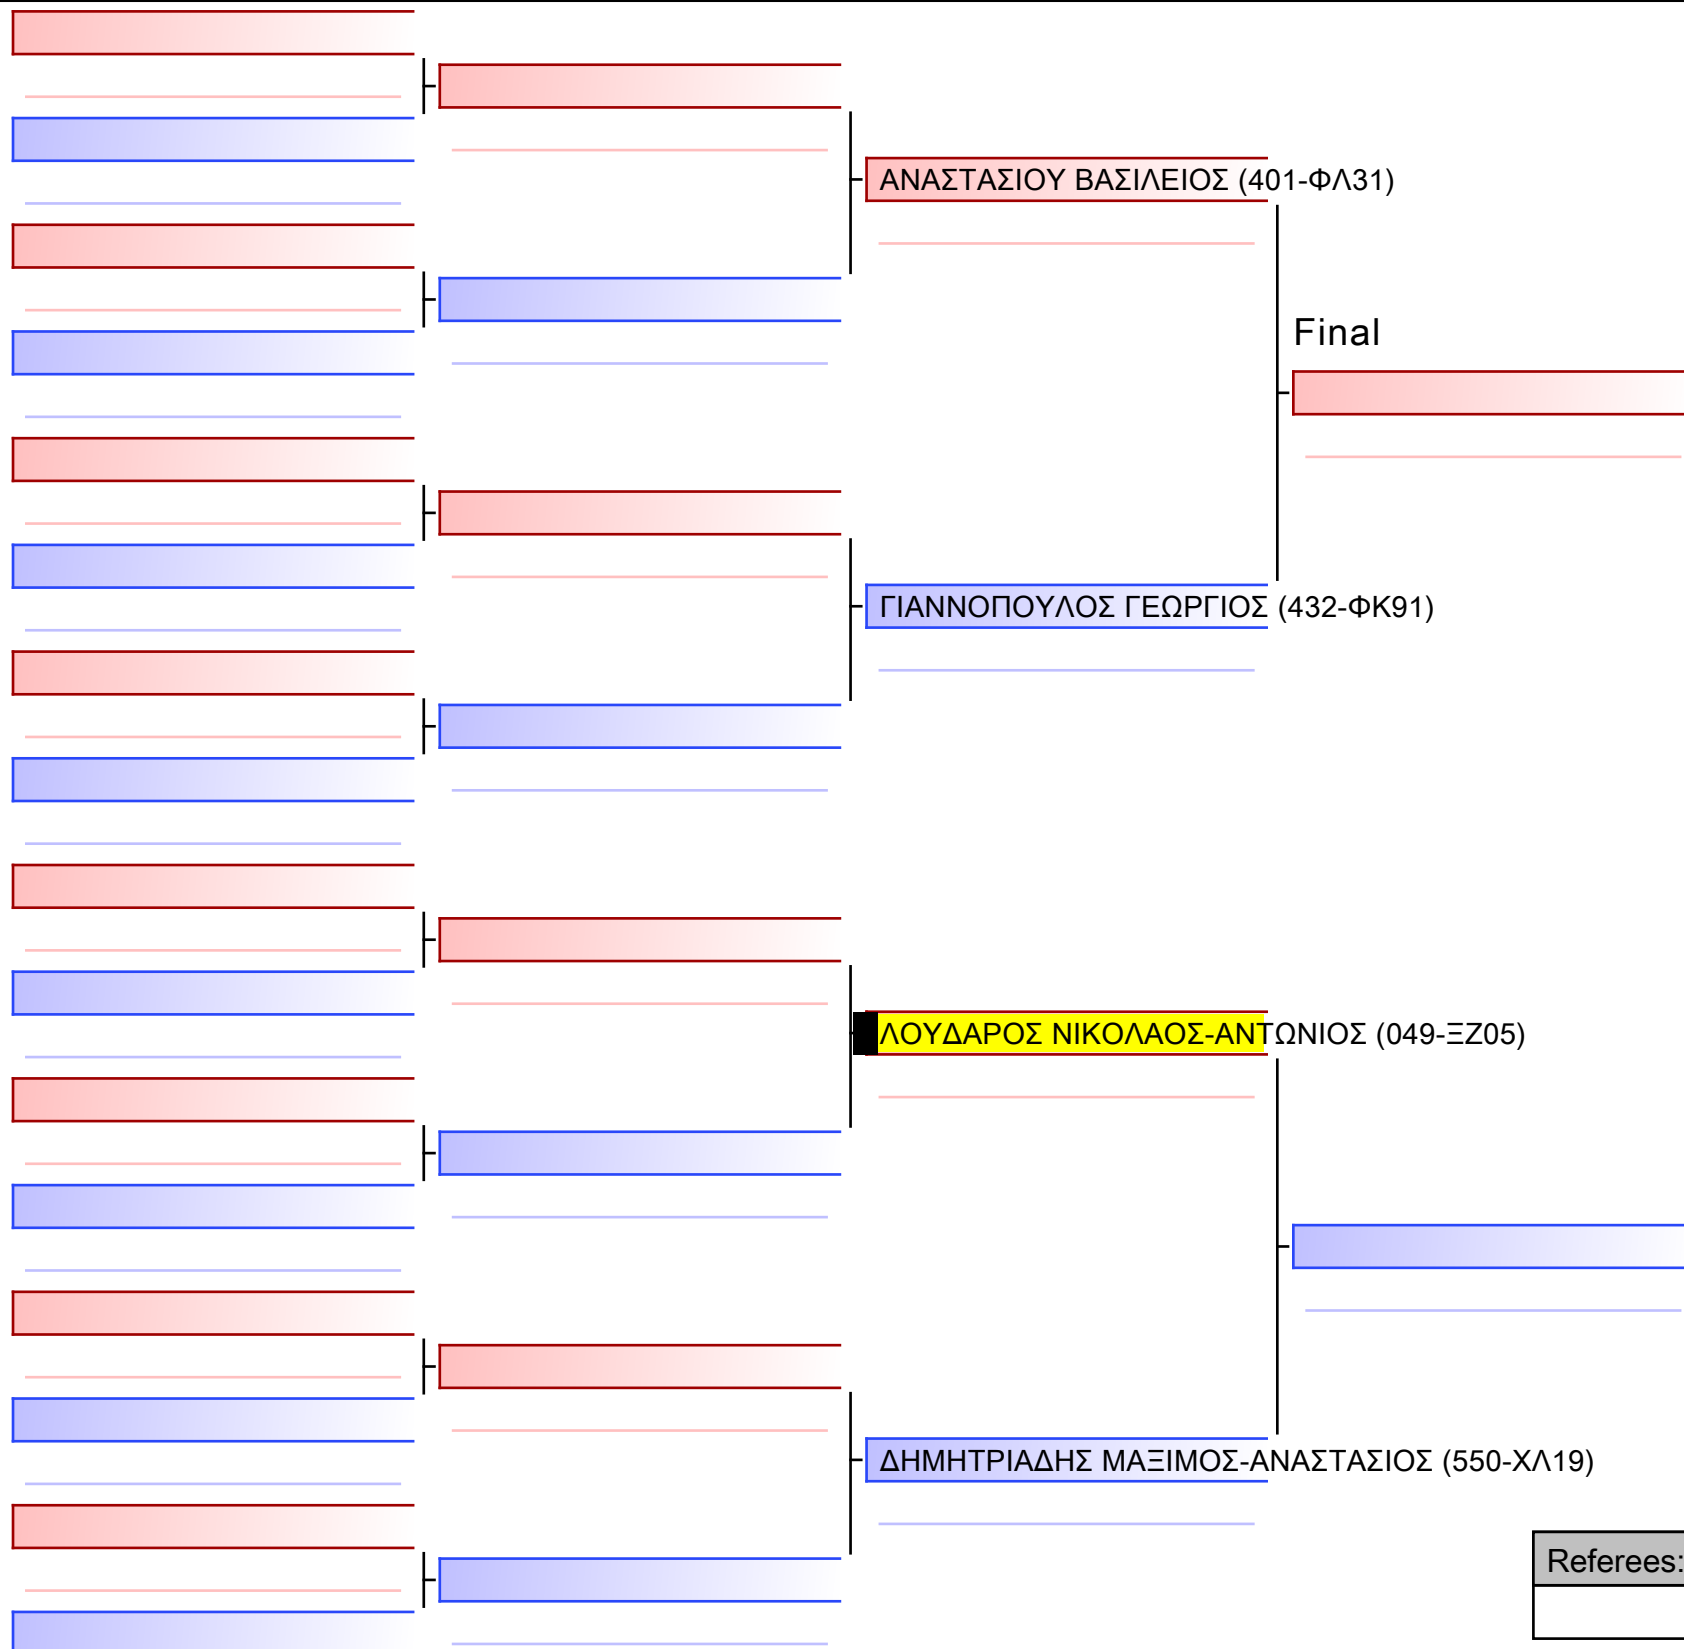 ΑΝΑΣΤΑΣΙΟΥ ΒΑΣΙΛΕΙΟΣ (401-ΦΛ31)
Final
ΓΙΑΝΝΟΠΟΥΛΟΣ ΓΕΩΡΓΙΟΣ (432-ΦΚ91)
ΛΟΥΔΑΡΟΣ ΝΙΚΟΛΑΟΣ-ΑΝΤΩΝΙΟΣ (049-ΞΖ05)
ΔΗΜΗΤΡΙΑΔΗΣ ΜΑΞΙΜΟΣ-ΑΝΑΣΤΑΣΙΟΣ (550-ΧΛ19)
Referees: